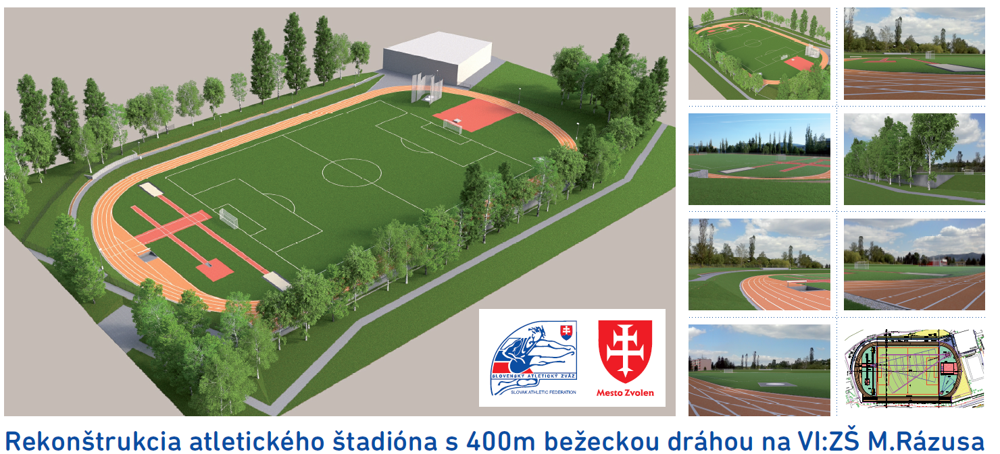 SLOVENSKÝ ATLETICKÝ ZVÄZ
SLOVAK ATHLETIC FEDERATION
Mesto Zvolen
Rekonštrukcia atletického štadióna s 400m bežeckou dráhou na VI:ZŠ M.Rázusa